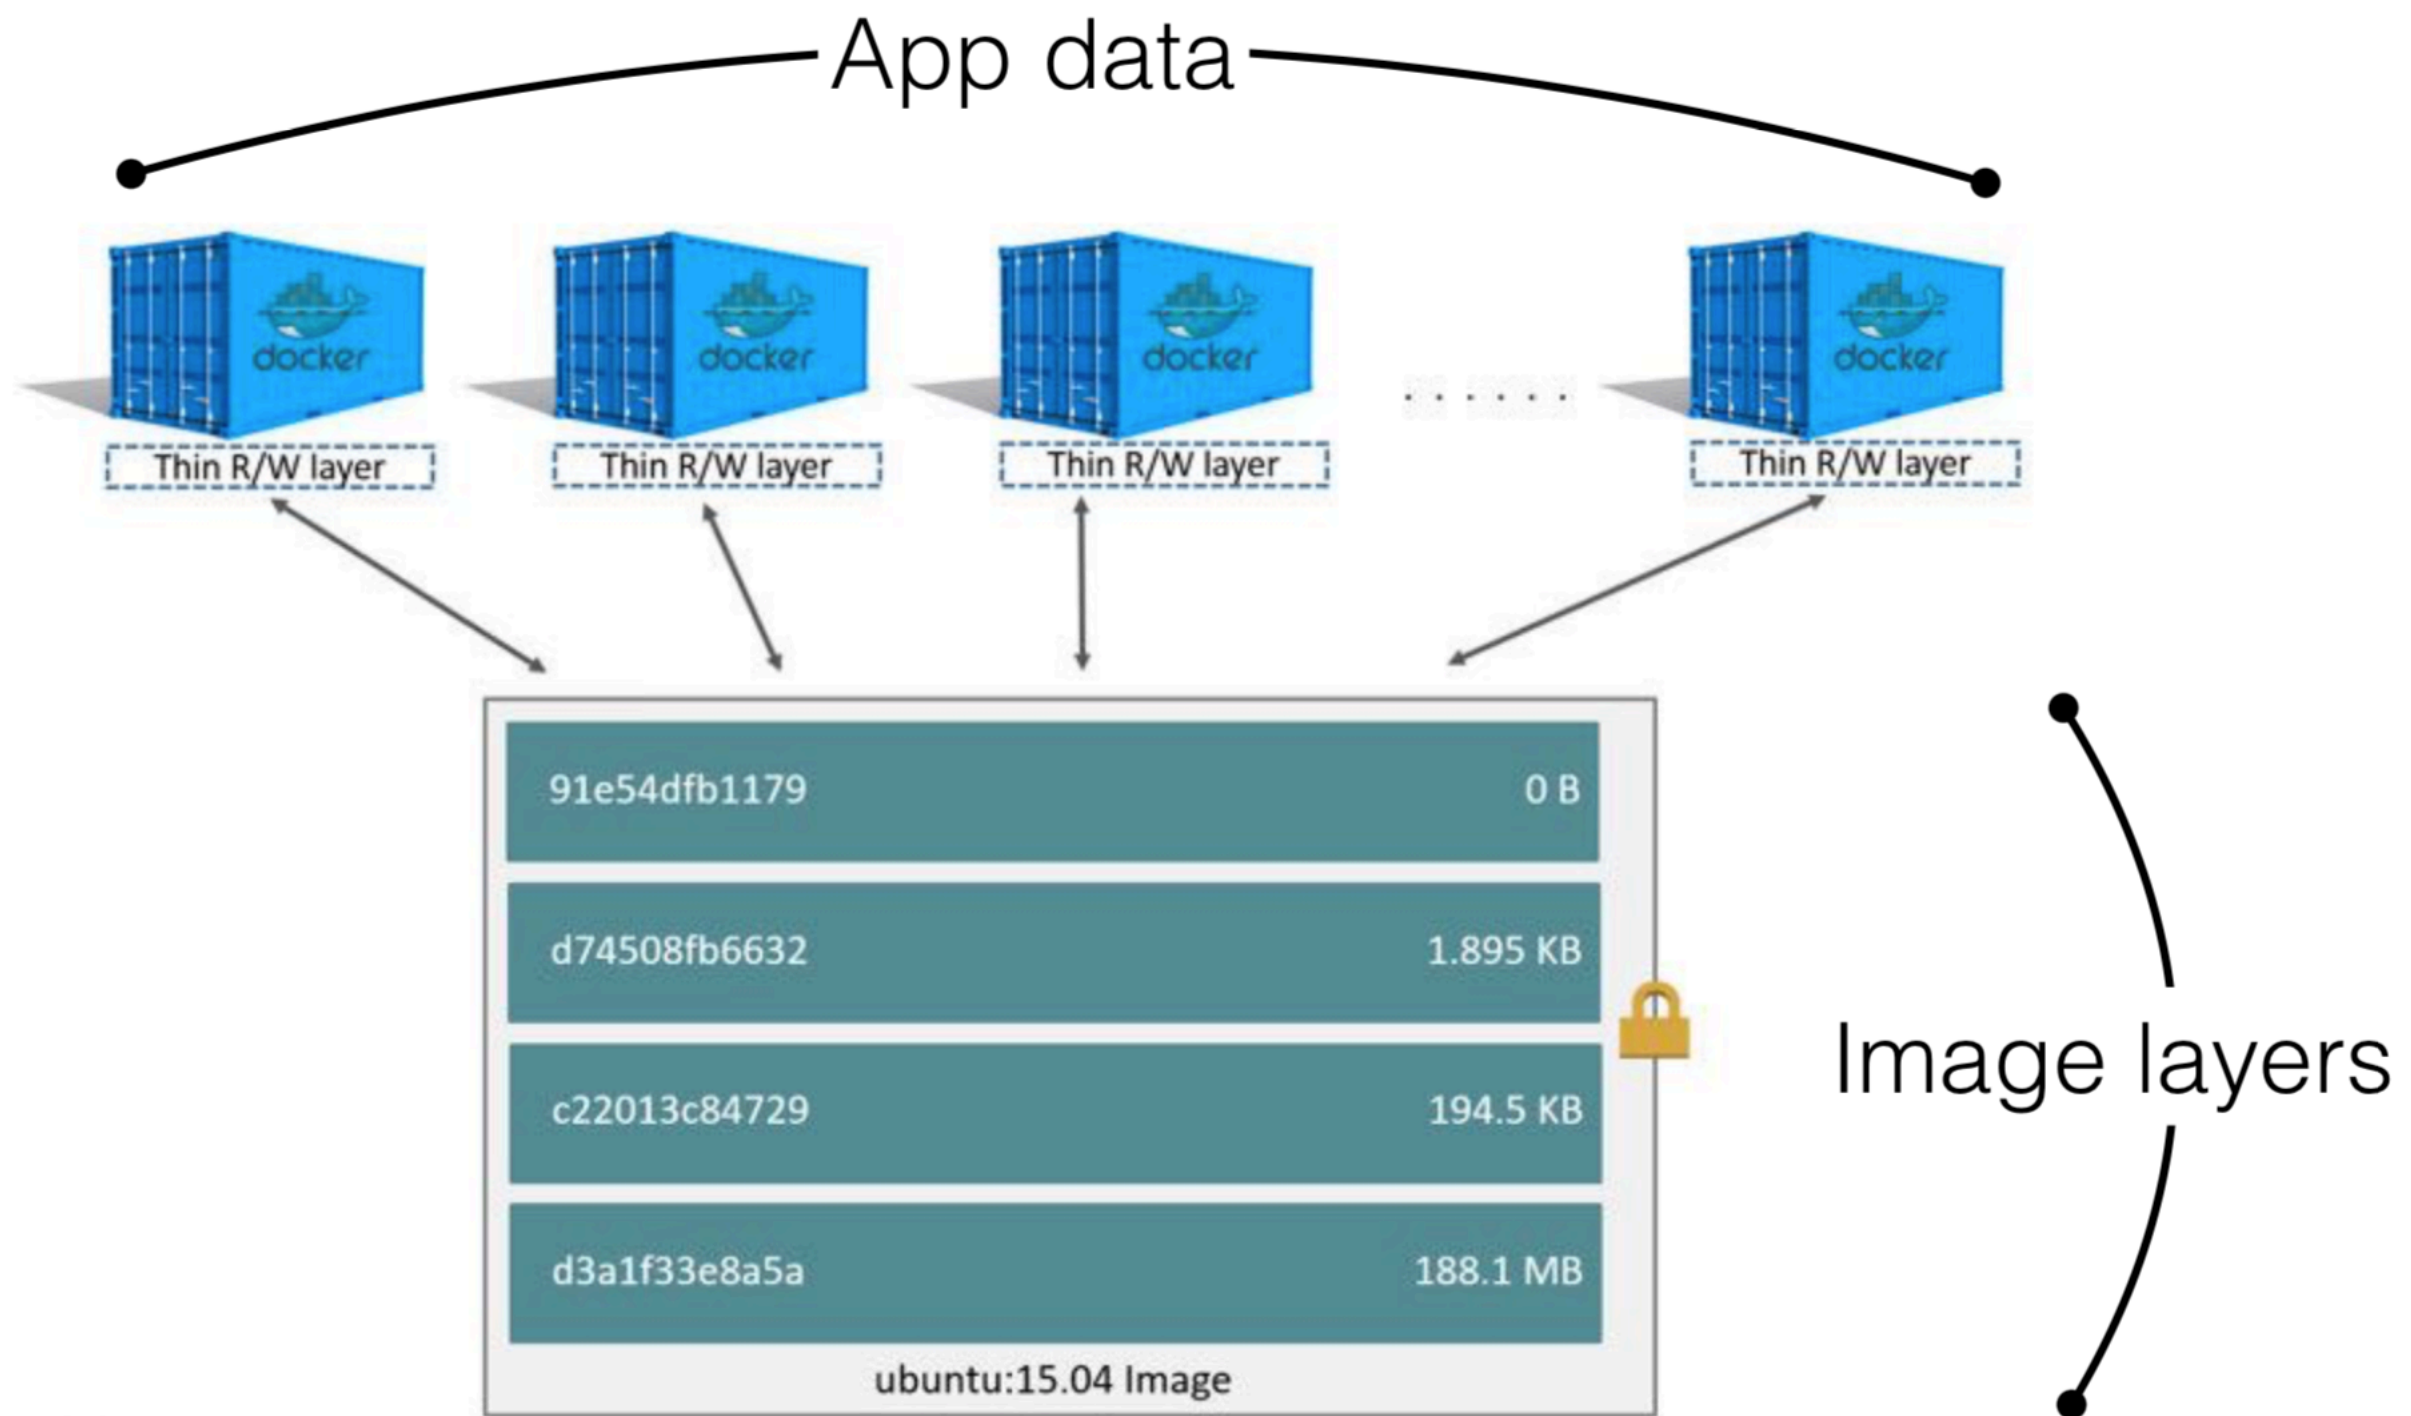 App data
docker docker docker docker
Thin R/W layer Thin R/W layer Thin R/W layer ...... Thin R/W layer
91e54dfb1179 0 B
d74508fb6632 1.895 KB
c22013c84729 194.5 KB
Image layers
d3a1f33e8a5a 188.1 MB
ubuntu:15.04 Image